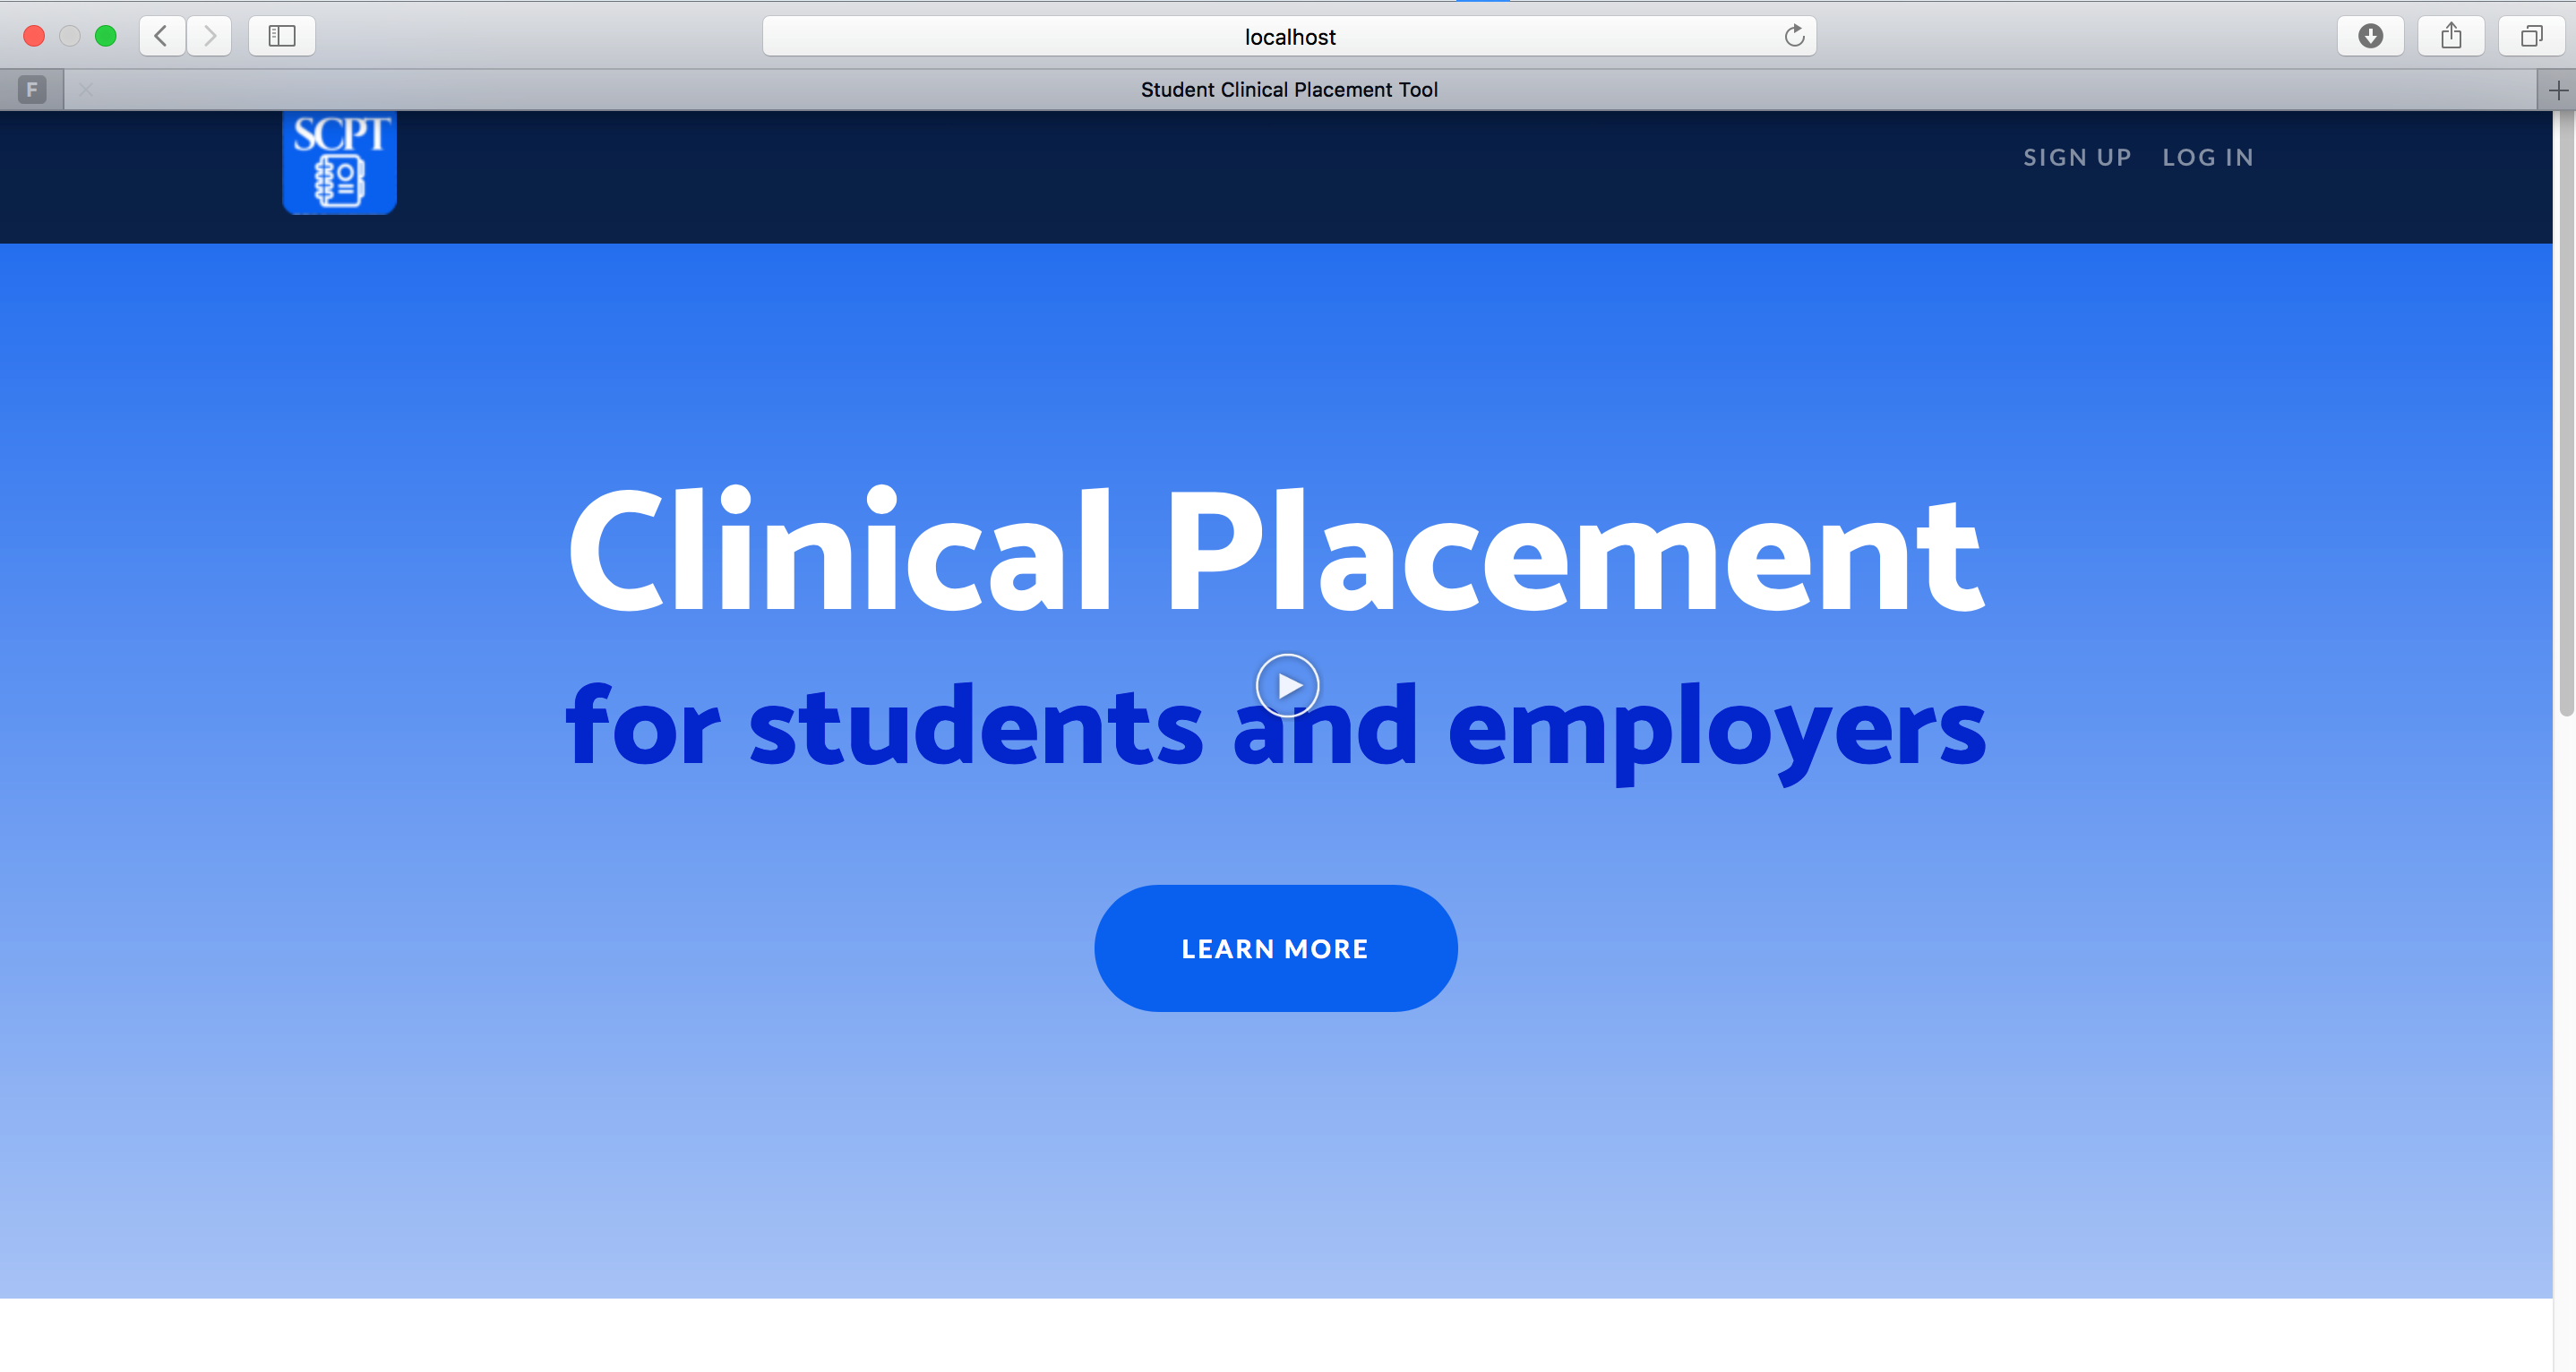 localhost
F
Student Clinical Placement Tool
SCPT
SIGN UP LOG IN
Clinical Placement
for students and employers
LEARN MORE